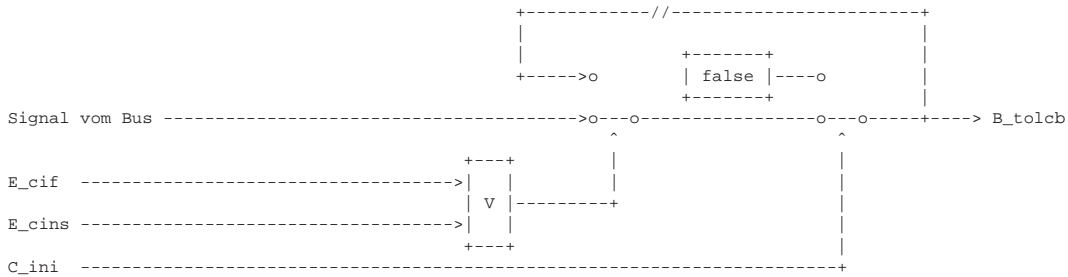 //
false
Signal vom Bus B_tolcb
E_cif
V
E_cins
C_ini